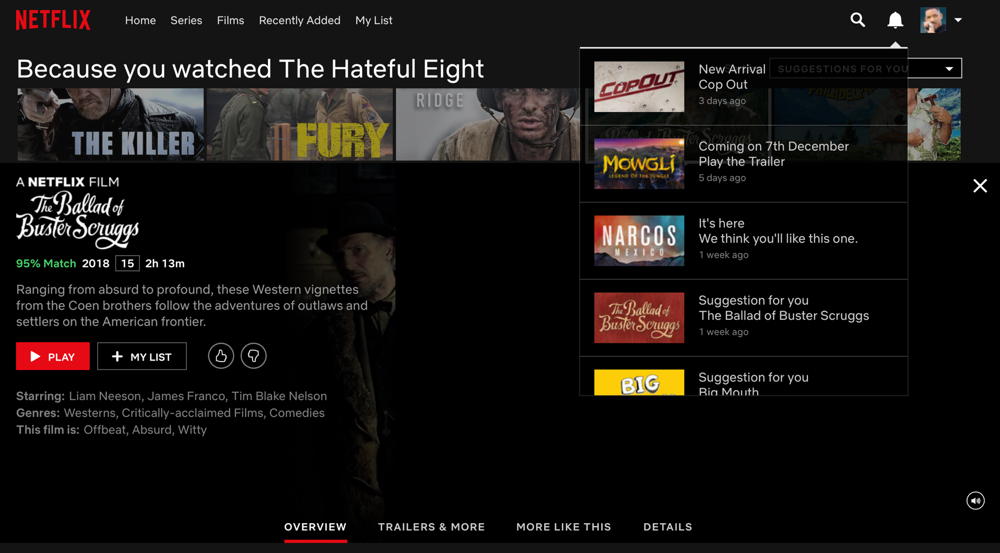 NETFLIX
Home
Series
Films
Recently Added
My List
Because you watched The Hateful Eight
SUGGESTIONS FOR YOU
THE KILLER
FURY
RIDGE
PHILADELPHIA
A NETFLIX FILM
The Ballad of
Buster Scruggs
95% Match 2018 15 2h 13m
Ranging from absurd to profound, these Western vignettes
from the Coen brothers follow the adventures of outlaws and
settlers on the American frontier.
PLAY
MY LIST
Starring: Liam Neeson, James Franco, Tim Blake Nelson
Genres: Westerns, Critically-acclaimed Films, Comedies
This film is: Offbeat, Absurd, Witty
COPOUT
New Arrival
Cop Out
3 days ago
The Ballad of Buster Scruggs
MOWGLI
LEGEND OF THE JUNGLE
Coming on 7th December
Play the Trailer
5 days ago
NARCOS
MEXICO
It's here
We think you'll like this one.
1 week ago
The Ballad of
Buster Scruggs
Suggestion for you
The Ballad of Buster Scruggs
1 week ago
BIG
Suggestion for you
Big Mouth
OVERVIEW
TRAILERS & MORE
MORE LIKE THIS
DETAILS